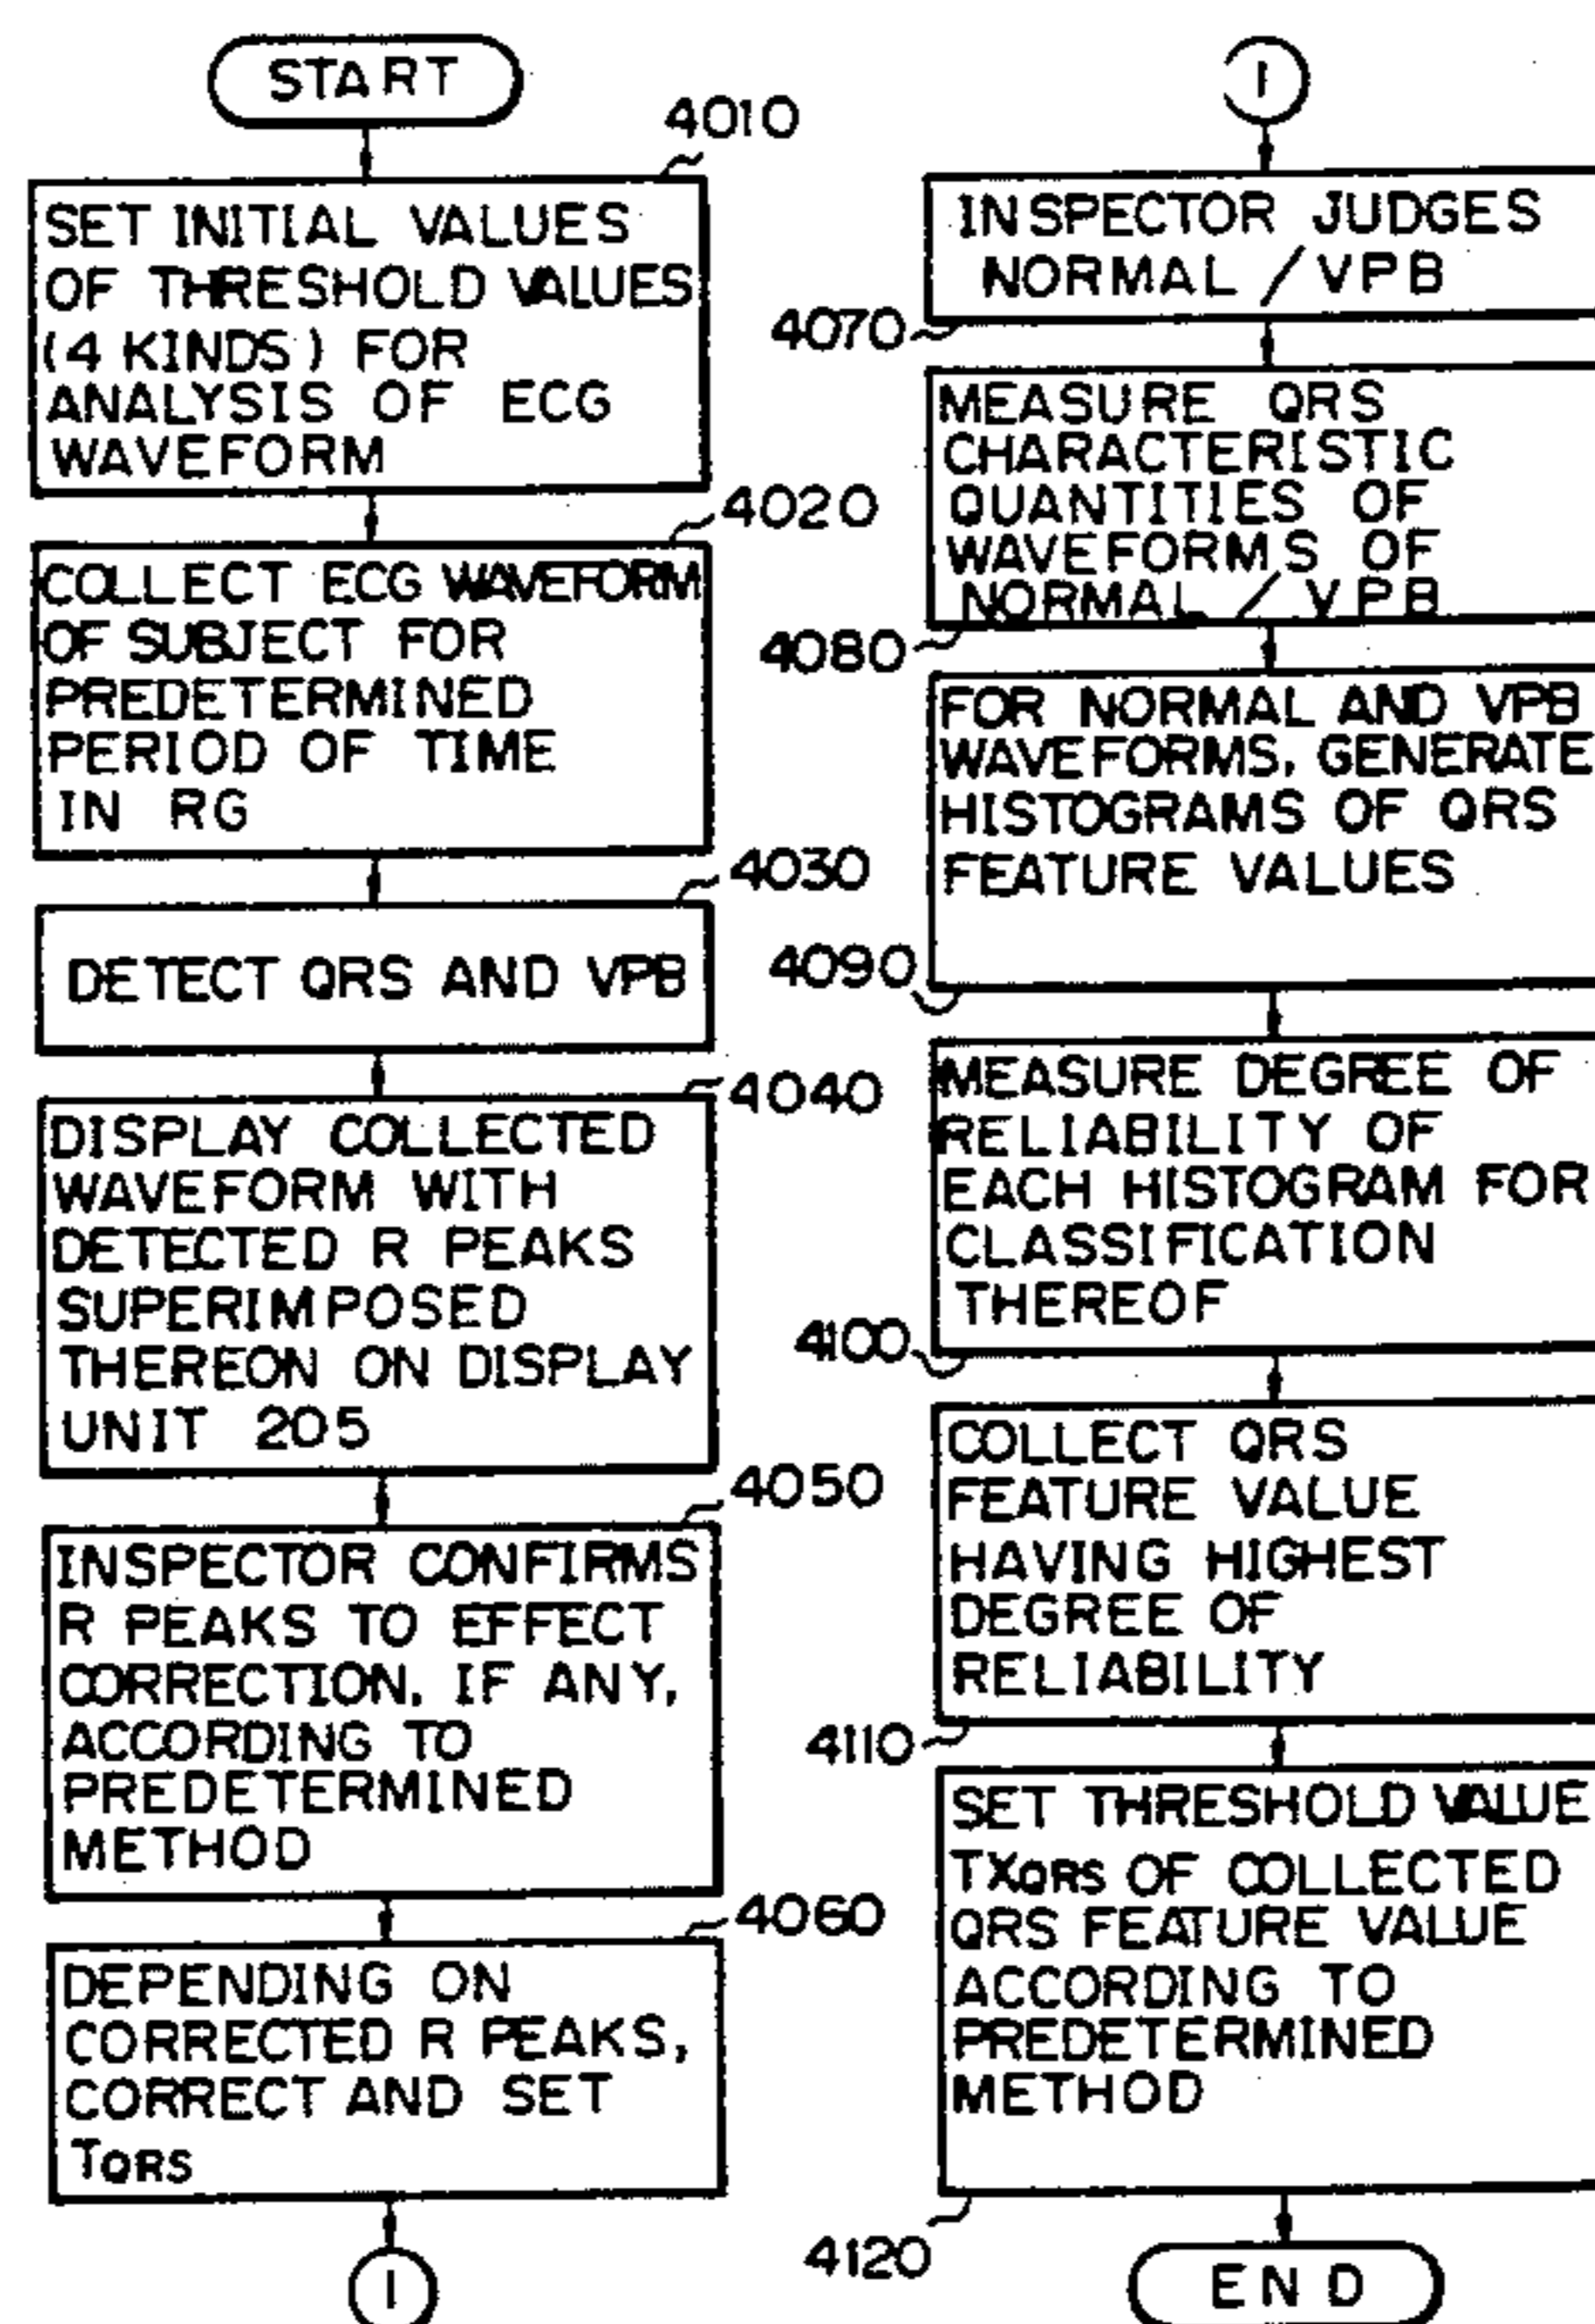 START
4010
SET INITIAL VALUES
OF THRESHOLD VALUES
(4 KINDS) FOR
ANALYSIS OF ECG
WAVEFORM
4020
COLLECT ECG WAVEFORM
OF SUBJECT FOR
PREDETERMINED
PERIOD OF TIME
IN RG
4030
DETECT QRS AND VPB
4040
DISPLAY COLLECTED
WAVEFORM WITH
DETECTED R PEAKS
SUPERIMPOSED
THEREON ON DISPLAY
UNIT 205
4050
INSPECTOR CONFIRMS
R PEAKS TO EFFECT
CORRECTION, IF ANY,
ACCORDING TO
PREDETERMINED
METHOD
4060
DEPENDING ON
CORRECTED R PEAKS,
CORRECT AND SET
TQRS
1
1
INSPECTOR JUDGES
NORMAL / VPB
4070
MEASURE QRS
CHARACTERISTIC
QUANTITIES OF
WAVEFORMS OF
NORMAL / VPB
4080
FOR NORMAL AND VPB
WAVEFORMS, GENERATE
HISTOGRAMS OF QRS
FEATURE VALUES
4090
MEASURE DEGREE OF
RELIABILITY OF
EACH HISTOGRAM FOR
CLASSIFICATION
THEREOF
4100
COLLECT QRS
FEATURE VALUE
HAVING HIGHEST
DEGREE OF
RELIABILITY
4110
SET THRESHOLD VALUE
TXQRS OF COLLECTED
QRS FEATURE VALUE
ACCORDING TO
PREDETERMINED
METHOD
4120
END